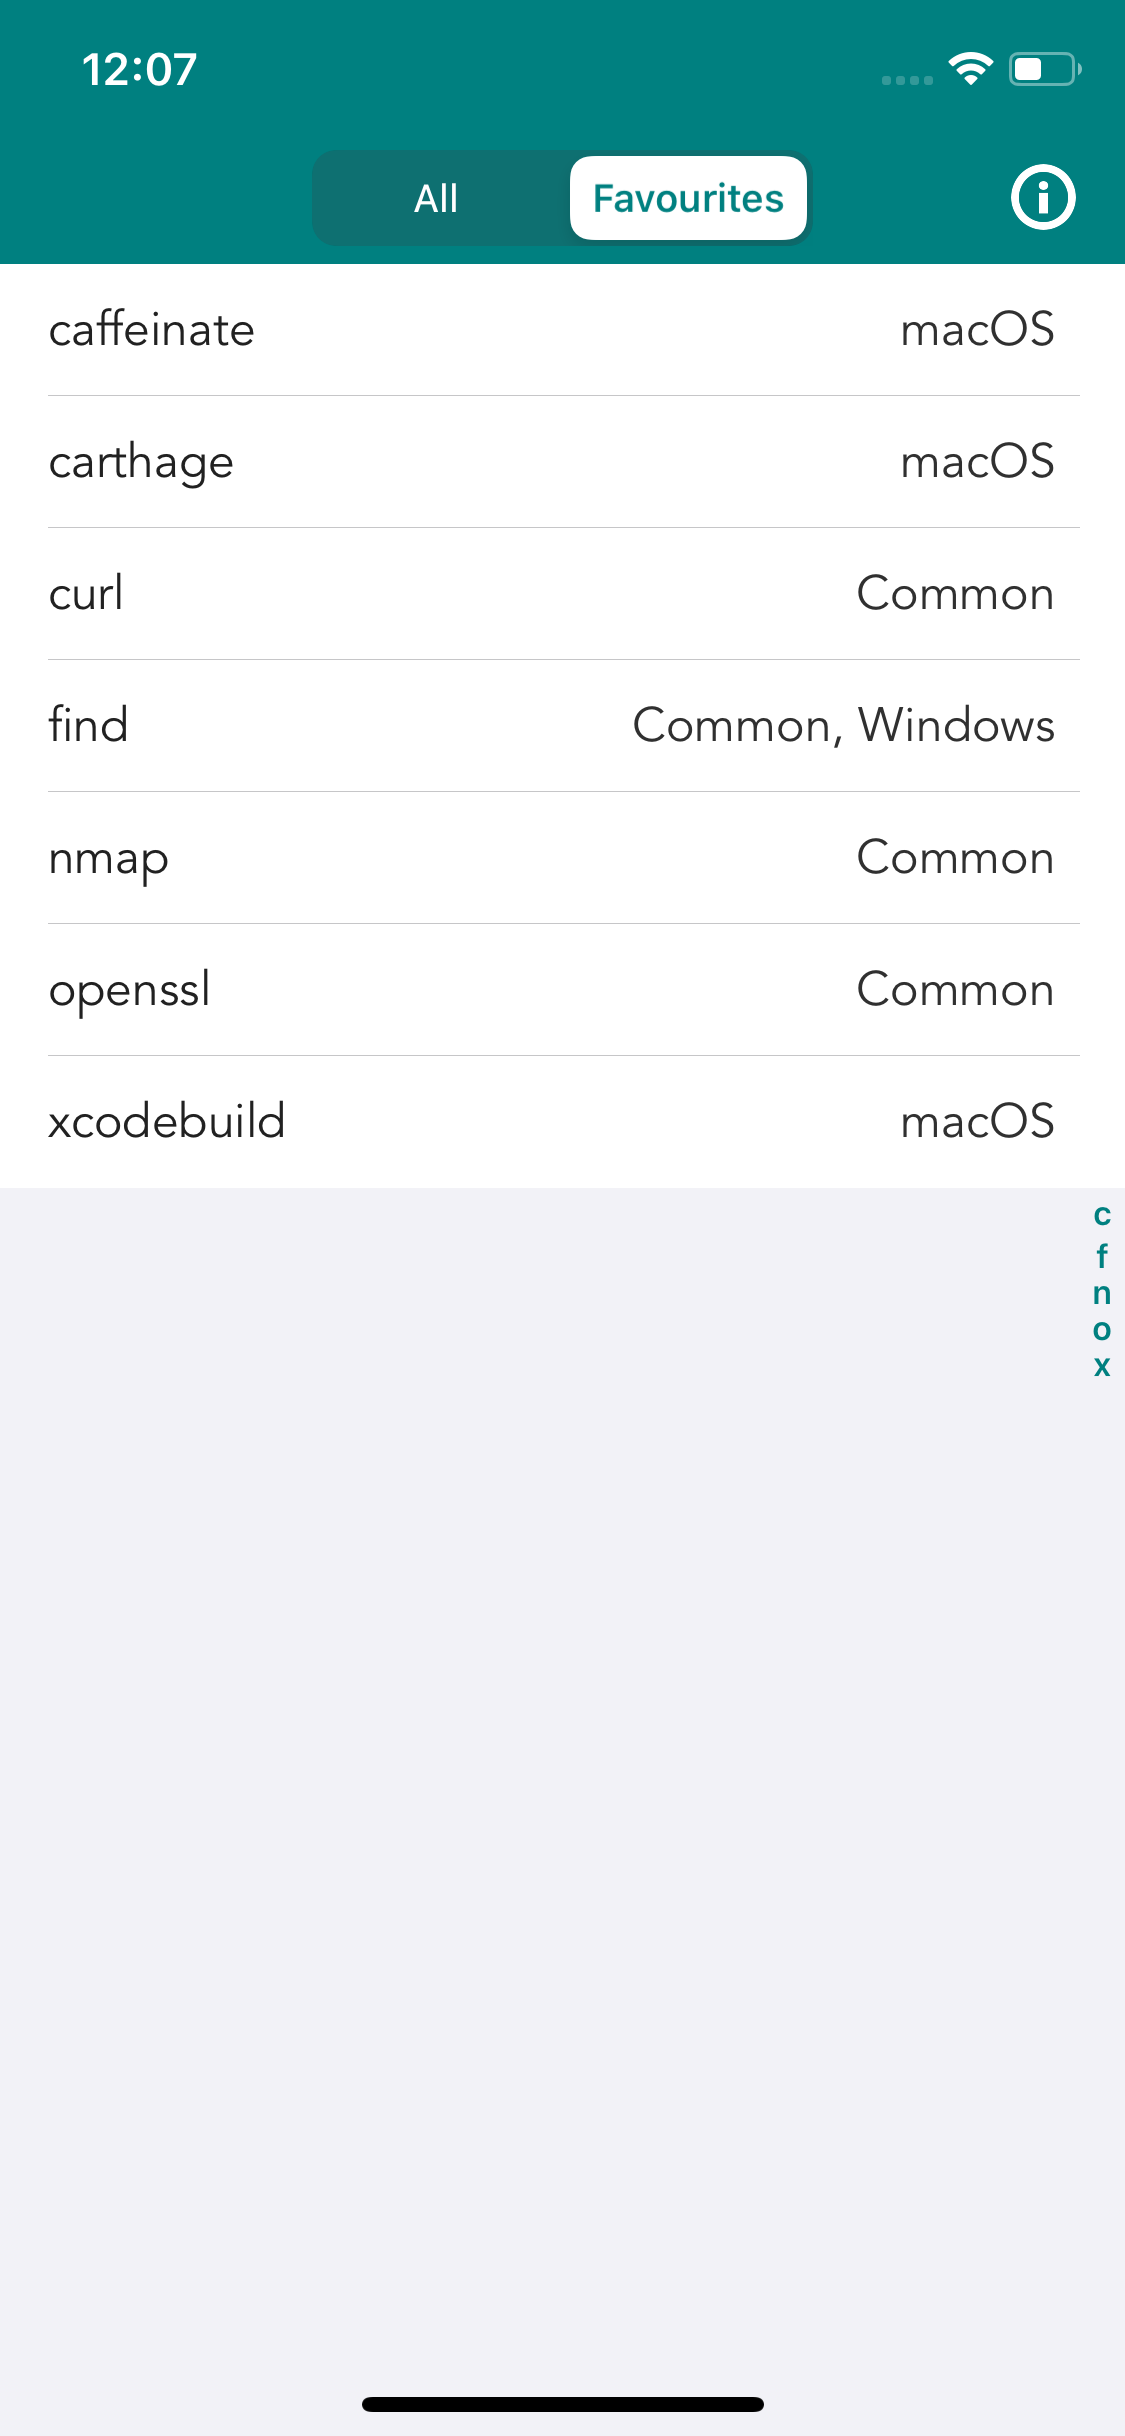 12:07
All Favourites
caffeinate macOS
carthage macOS
curl Common
find Common, Windows
nmap Common
openssl Common
xcodebuild macOS
c
f
n
o
x